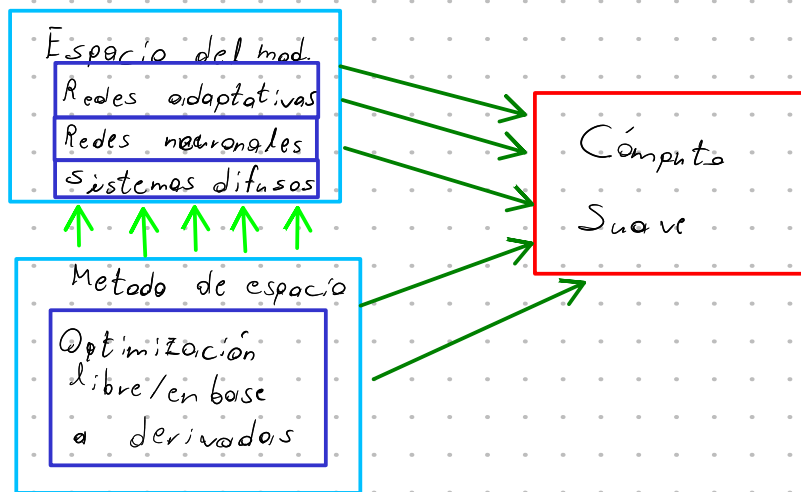 Espacio del mod.
Redes adaptativas
Redes neuronales
Sistemas difusos
Metodo de espacio
Optimización
libre/en base
a derivadas
Cómputo
Suave